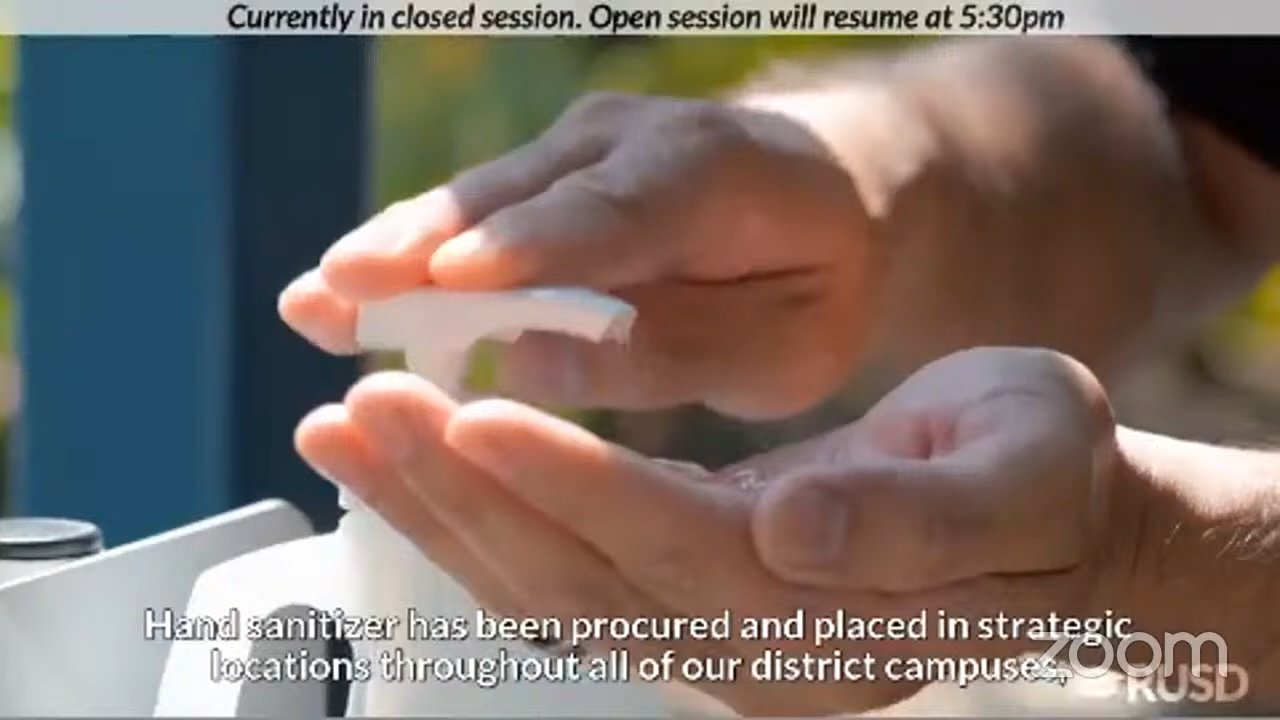 Currently in closed session. Open session will resume at 5:30pm
Hand sanitizer has been procured and placed in strategic
locations throughout all of our district campuses,
zoom
RUSD